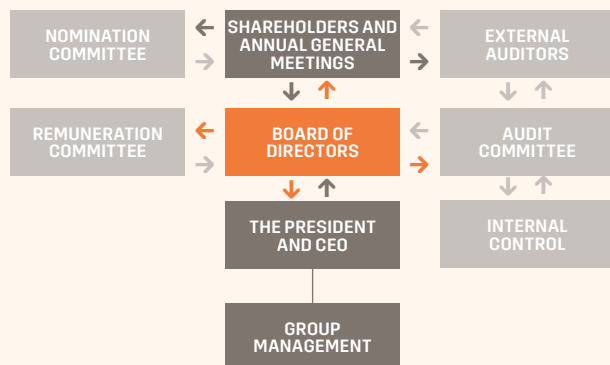 NOMINATION
COMMITTEE
SHAREHOLDERS AND
ANNUAL GENERAL
MEETINGS
EXTERNAL
AUDITORS
REMUNERATION
COMMITTEE
BOARD OF
DIRECTORS
AUDIT
COMMITTEE
THE PRESIDENT
AND CEO
INTERNAL
CONTROL
GROUP
MANAGEMENT